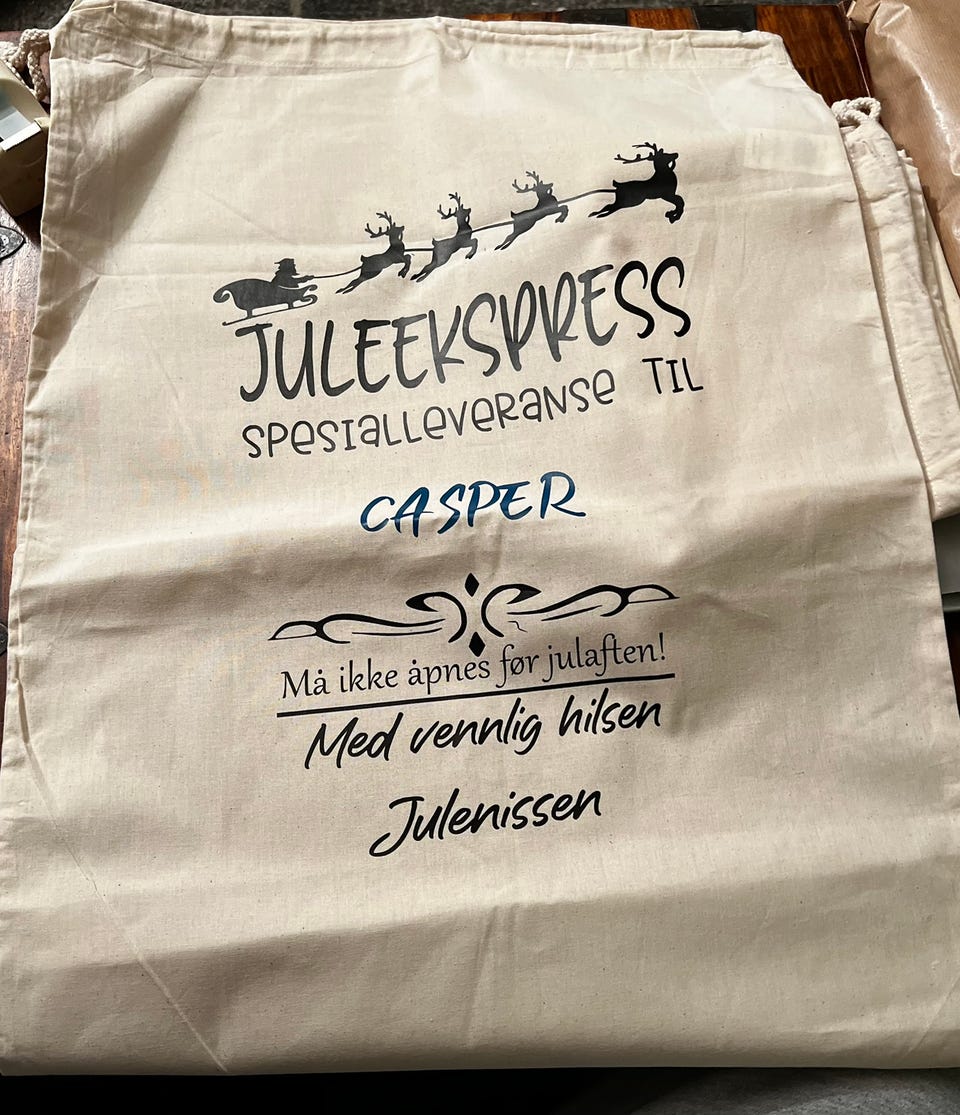 JULEEKSPRESS
SPESIALLEVERANSE TIL
CASPER
Må ikke åpnes før julaften!
Med vennlig hilsen
Julenissen